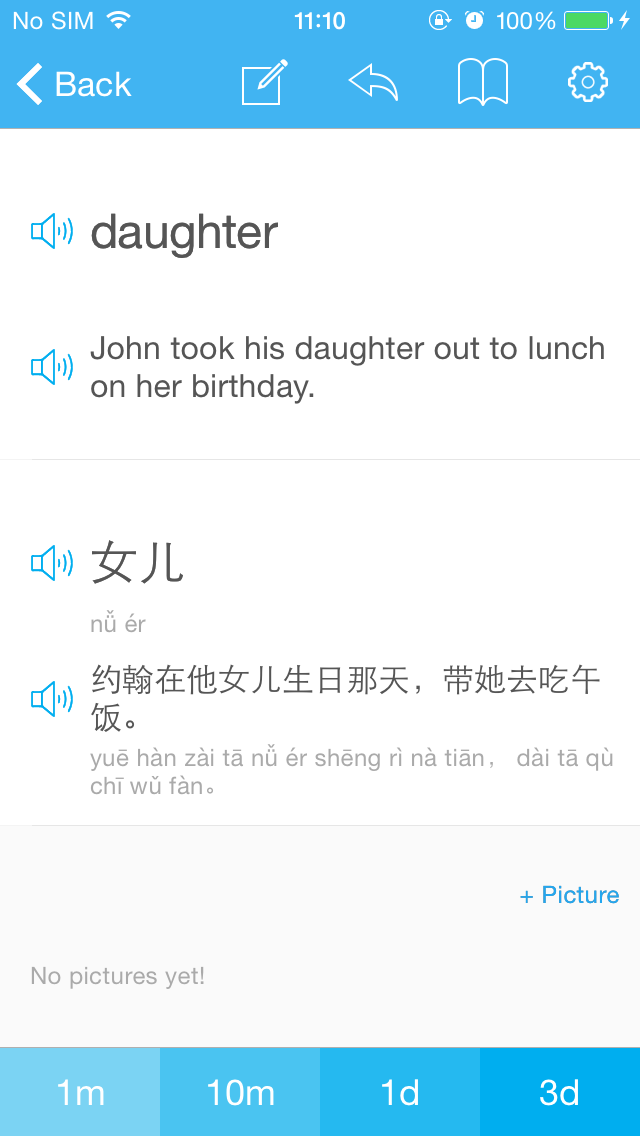 No SIM 11:10 100%
Back
daughter
John took his daughter out to lunch
on her birthday.
女儿
nǚ ér
约翰在他女儿生日那天，带她去吃午
饭。
yuē hàn zài tā nǚ ér shēng rì nà tiān， dài tā qù
chī wǔ fàn。
+ Picture
No pictures yet!
1m 10m 1d 3d